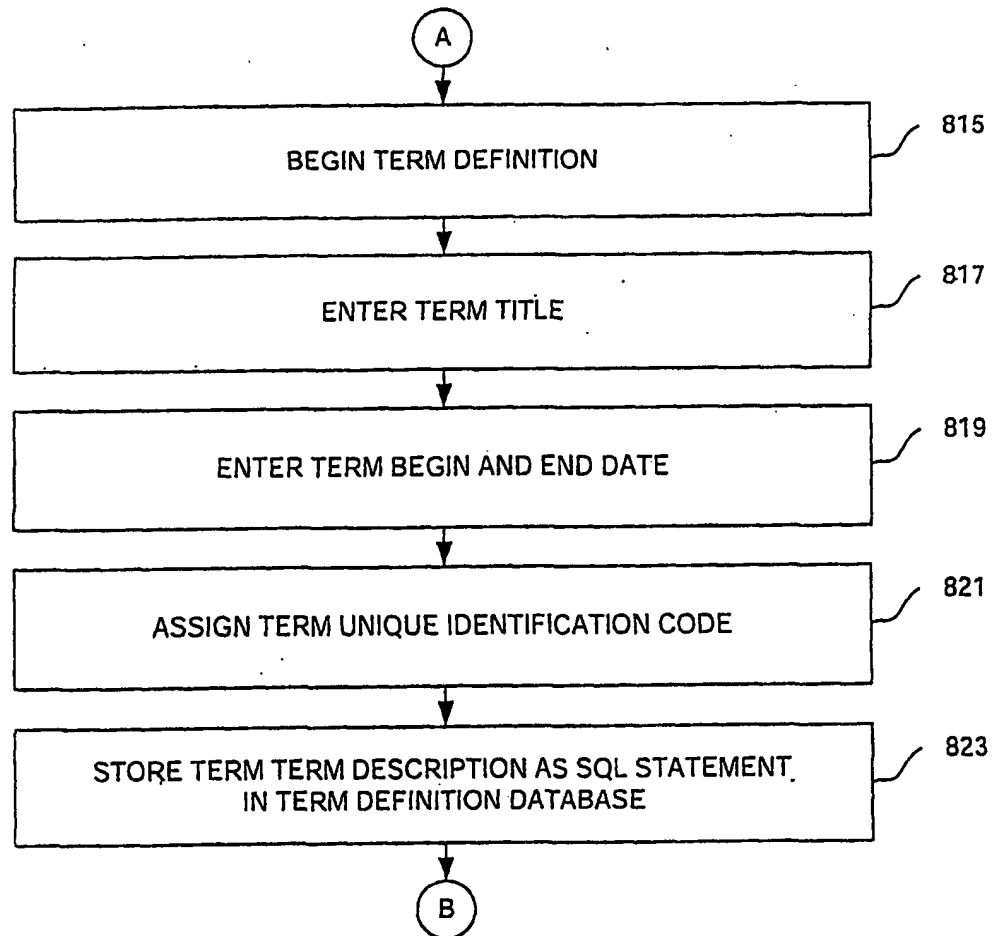 A
BEGIN TERM DEFINITION
815
ENTER TERM TITLE
817
ENTER TERM BEGIN AND END DATE
819
ASSIGN TERM UNIQUE IDENTIFICATION CODE
821
STORE TERM TERM DESCRIPTION AS SQL STATEMENT
IN TERM DEFINITION DATABASE
823
B